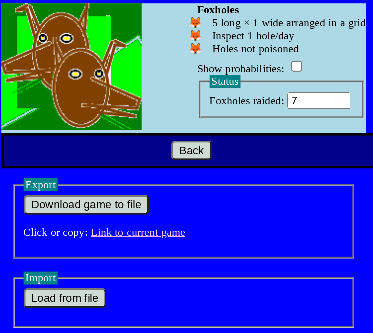 Foxholes
5 long × 1 wide arranged in a grid
Inspect 1 hole/day
Holes not poisoned
Show probabilities:
Status
Foxholes raided: 7
Back
Export
Download game to file
Click or copy: Link to current game
Import
Load from file